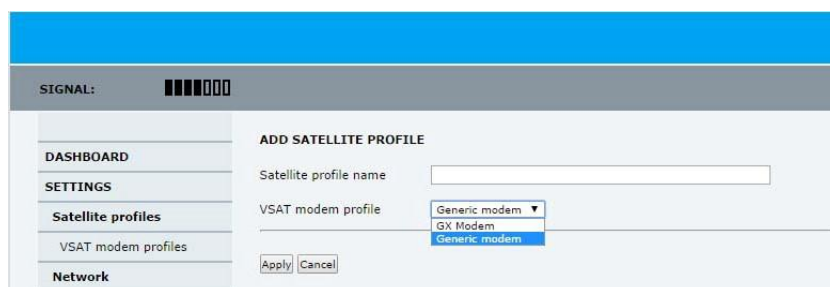 SIGNAL:
ADD SATELLITE PROFILE
DASHBOARD
Satellite profile name
SETTINGS
VSAT modem profile Generic modem
Satellite profiles
GX Modem
Generic modem
VSAT modem profiles
Apply Cancel
Network